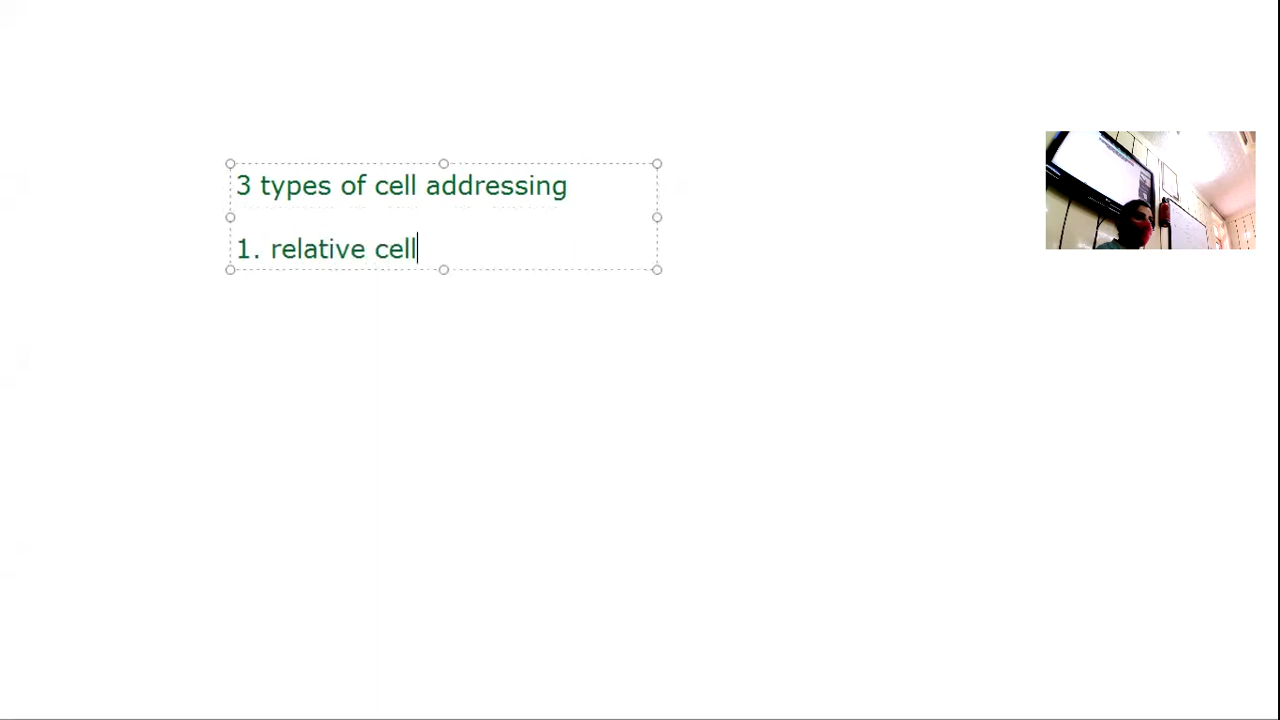 3 types of cell addressing
1. relative cell